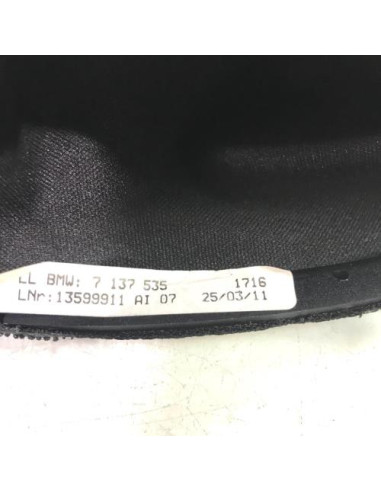 LL BMW: 7 137 535 1716
LNr:13599911 AI 07 25/03/11